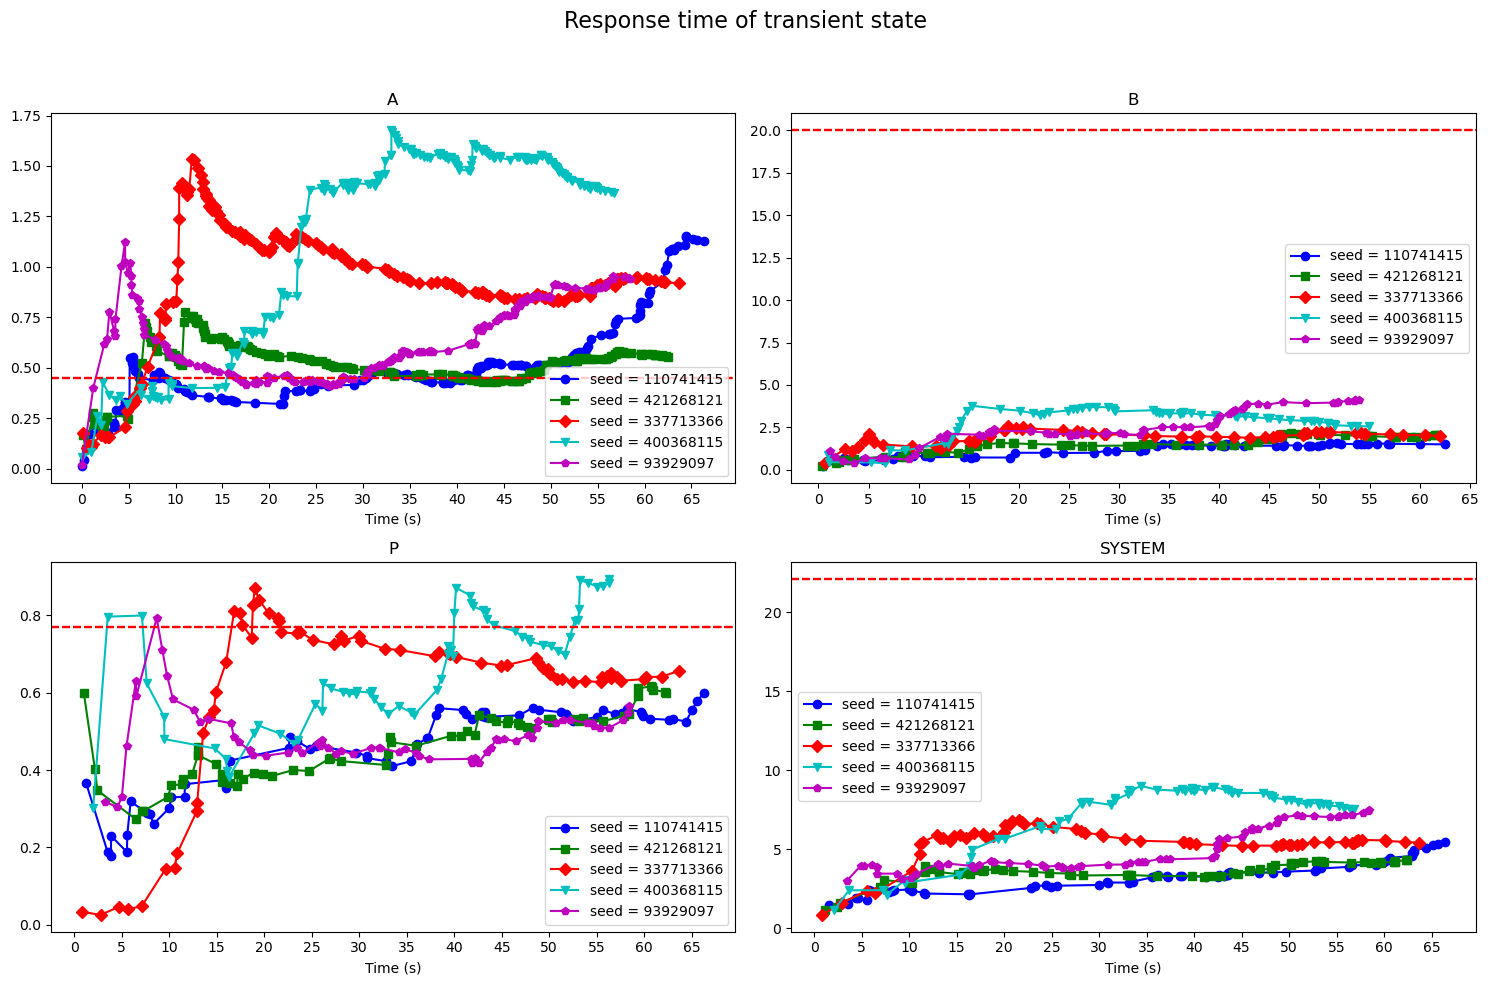 Response time of transient state
A
1.75
1.50
1.25
1.00
0.75
0.50
0.25
0.00
seed = 110741415
seed = 421268121
seed = 337713366
seed = 400368115
seed = 93929097
0 5 10 15 20 25 30 35 40 45 50 55 60 65
Time (s)
B
20.0
17.5
15.0
12.5
10.0
7.5
5.0
2.5
0.0
seed = 110741415
seed = 421268121
seed = 337713366
seed = 400368115
seed = 93929097
0 5 10 15 20 25 30 35 40 45 50 55 60 65
Time (s)
P
0.8
0.6
0.4
0.2
0.0
seed = 110741415
seed = 421268121
seed = 337713366
seed = 400368115
seed = 93929097
0 5 10 15 20 25 30 35 40 45 50 55 60 65
Time (s)
SYSTEM
20
15
10
5
0
seed = 110741415
seed = 421268121
seed = 337713366
seed = 400368115
seed = 93929097
0 5 10 15 20 25 30 35 40 45 50 55 60 65
Time (s)